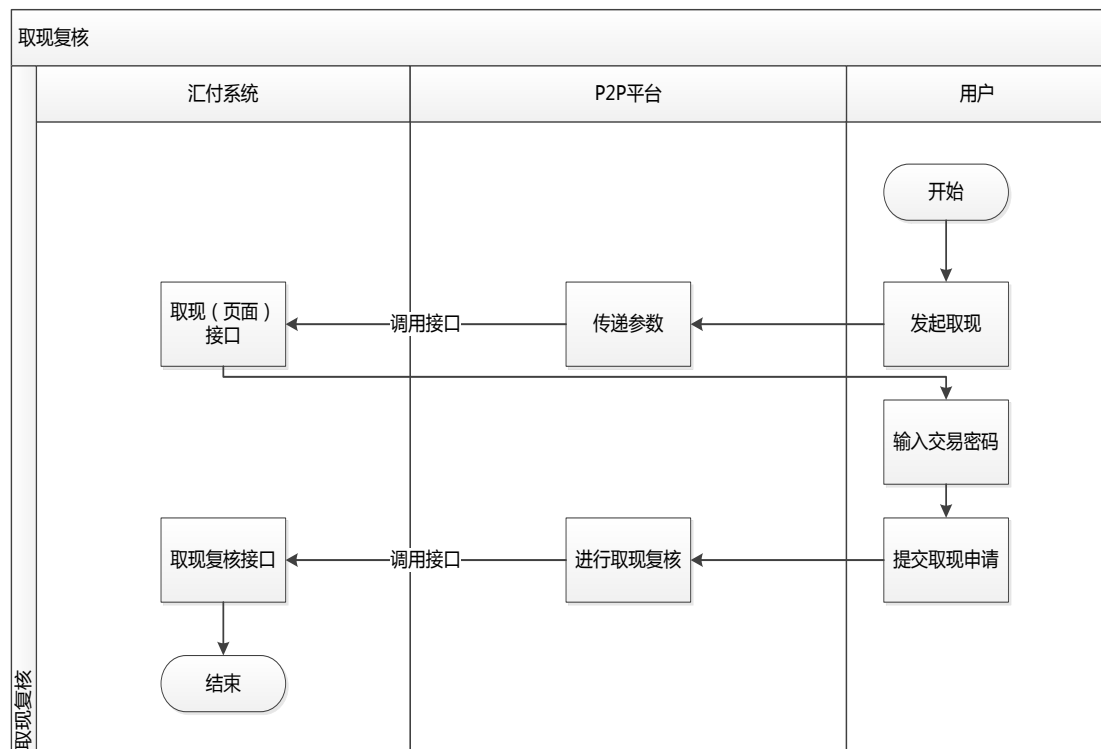 取现复核
汇付系统
P2P平台
用户
开始
取现（页面）
接口
调用接口
传递参数
发起取现
输入交易密码
取现复核接口
调用接口
进行取现复核
提交取现申请
结束
取现复核